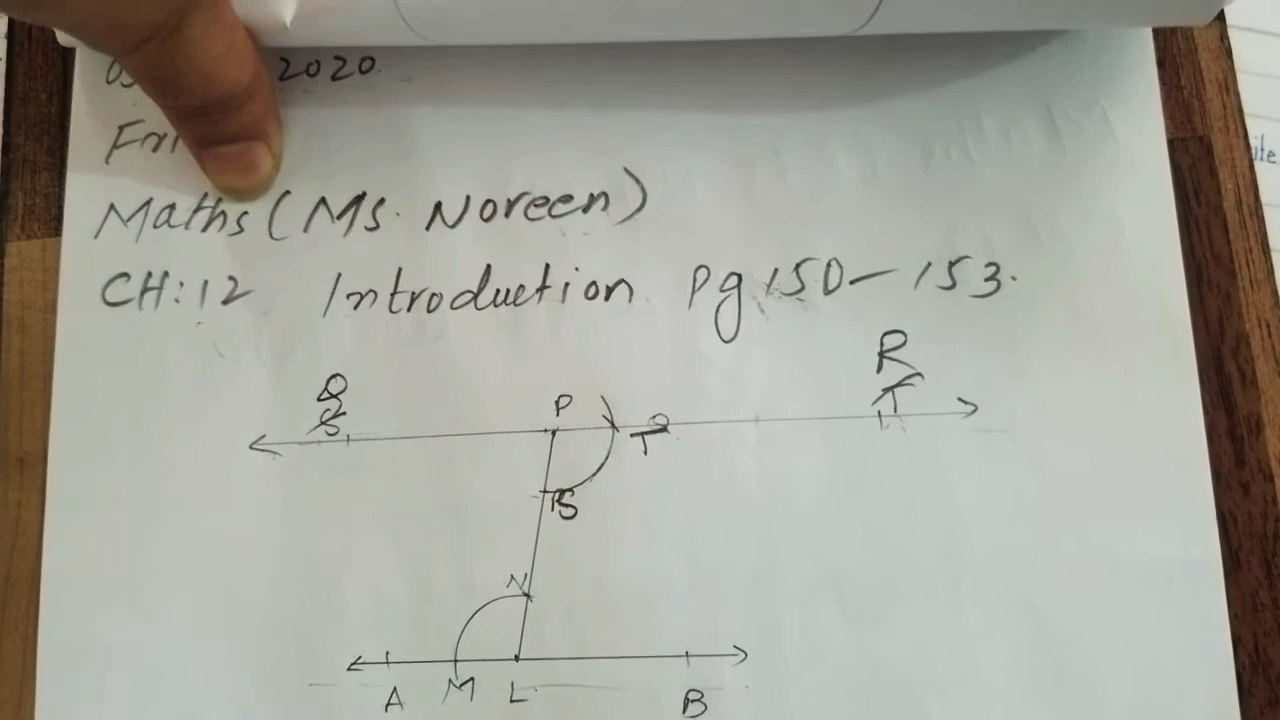 2020
Maths (Ms. Noreen)
CH:12 Introduction Pg 150-153.
R
Q
P
T
S
N
A M L B